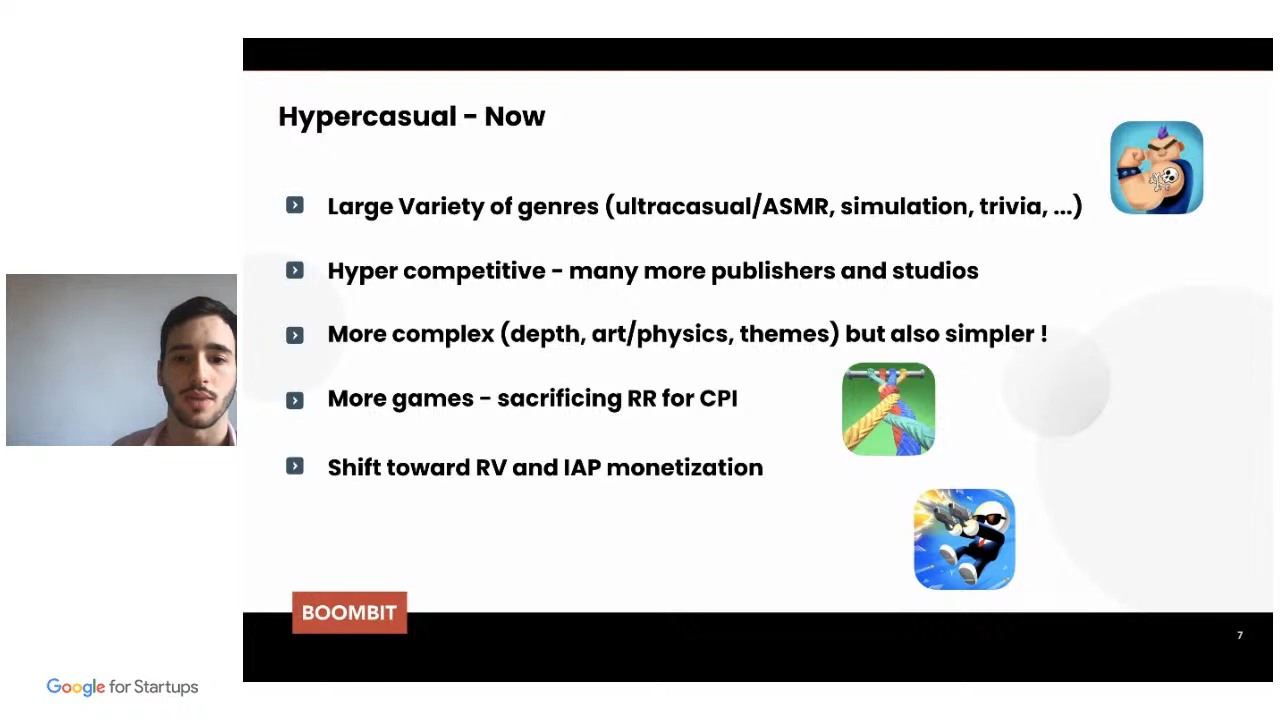 Hypercasual - Now
Large Variety of genres (ultracasual/ASMR, simulation, trivia, ...)
Hyper competitive - many more publishers and studios
More complex (depth, art/physics, themes) but also simpler !
More games - sacrificing RR for CPI
Shift toward RV and IAP monetization
BOOMBIT
7
Google for Startups